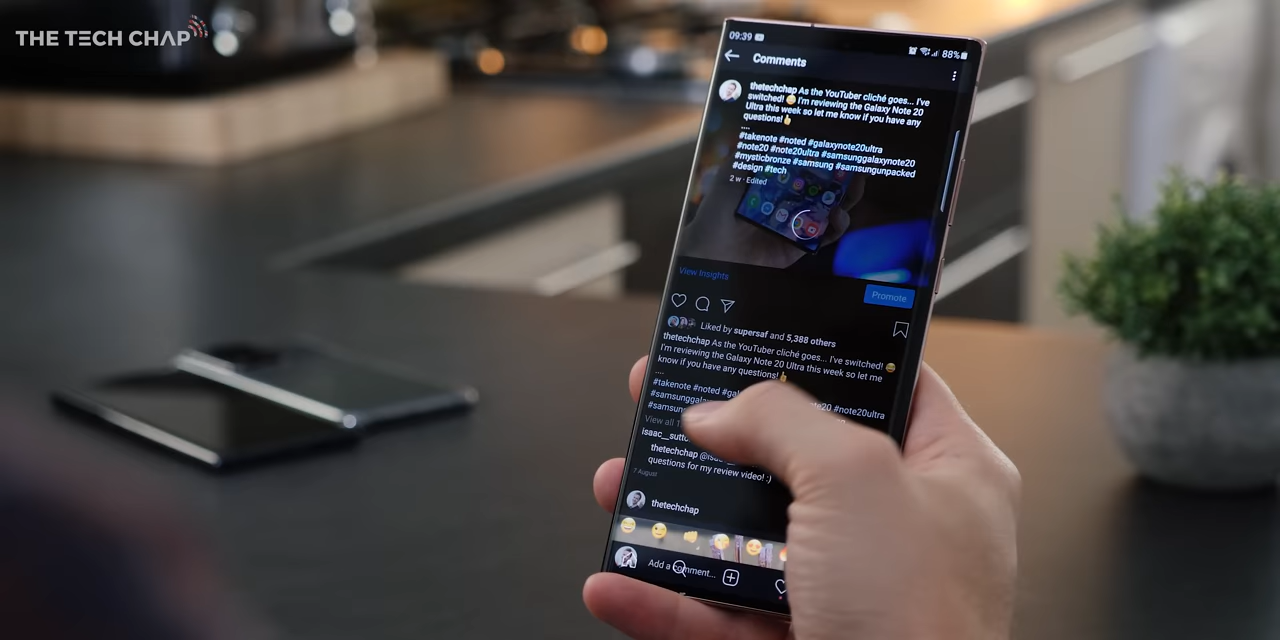 THE TECH CHAP
09:39
88%
Comments
thetechchap As the YouTuber cliché goes... I've
switched! 😳 I'm reviewing the Galaxy Note 20
Ultra this week so let me know if you have any
questions!👆
....
#takenote #noted #galaxynote20ultra
#note20 #note20ultra #samsunggalaxynote20
#mysticbronze #samsung #samsungunpacked
#design #tech
2 w · Edited
View Insights
Promote
Liked by supersaf and 5,388 others
thetechchap As the YouTuber cliché goes... I've switched! 😳
I'm reviewing the Galaxy Note 20 Ultra this week so let me
know if you have any questions!👆
....
#takenote #noted #note20ultra
View all
thetechchap
questions for my review video! :)
7 August
thetechchap
Add a comment...